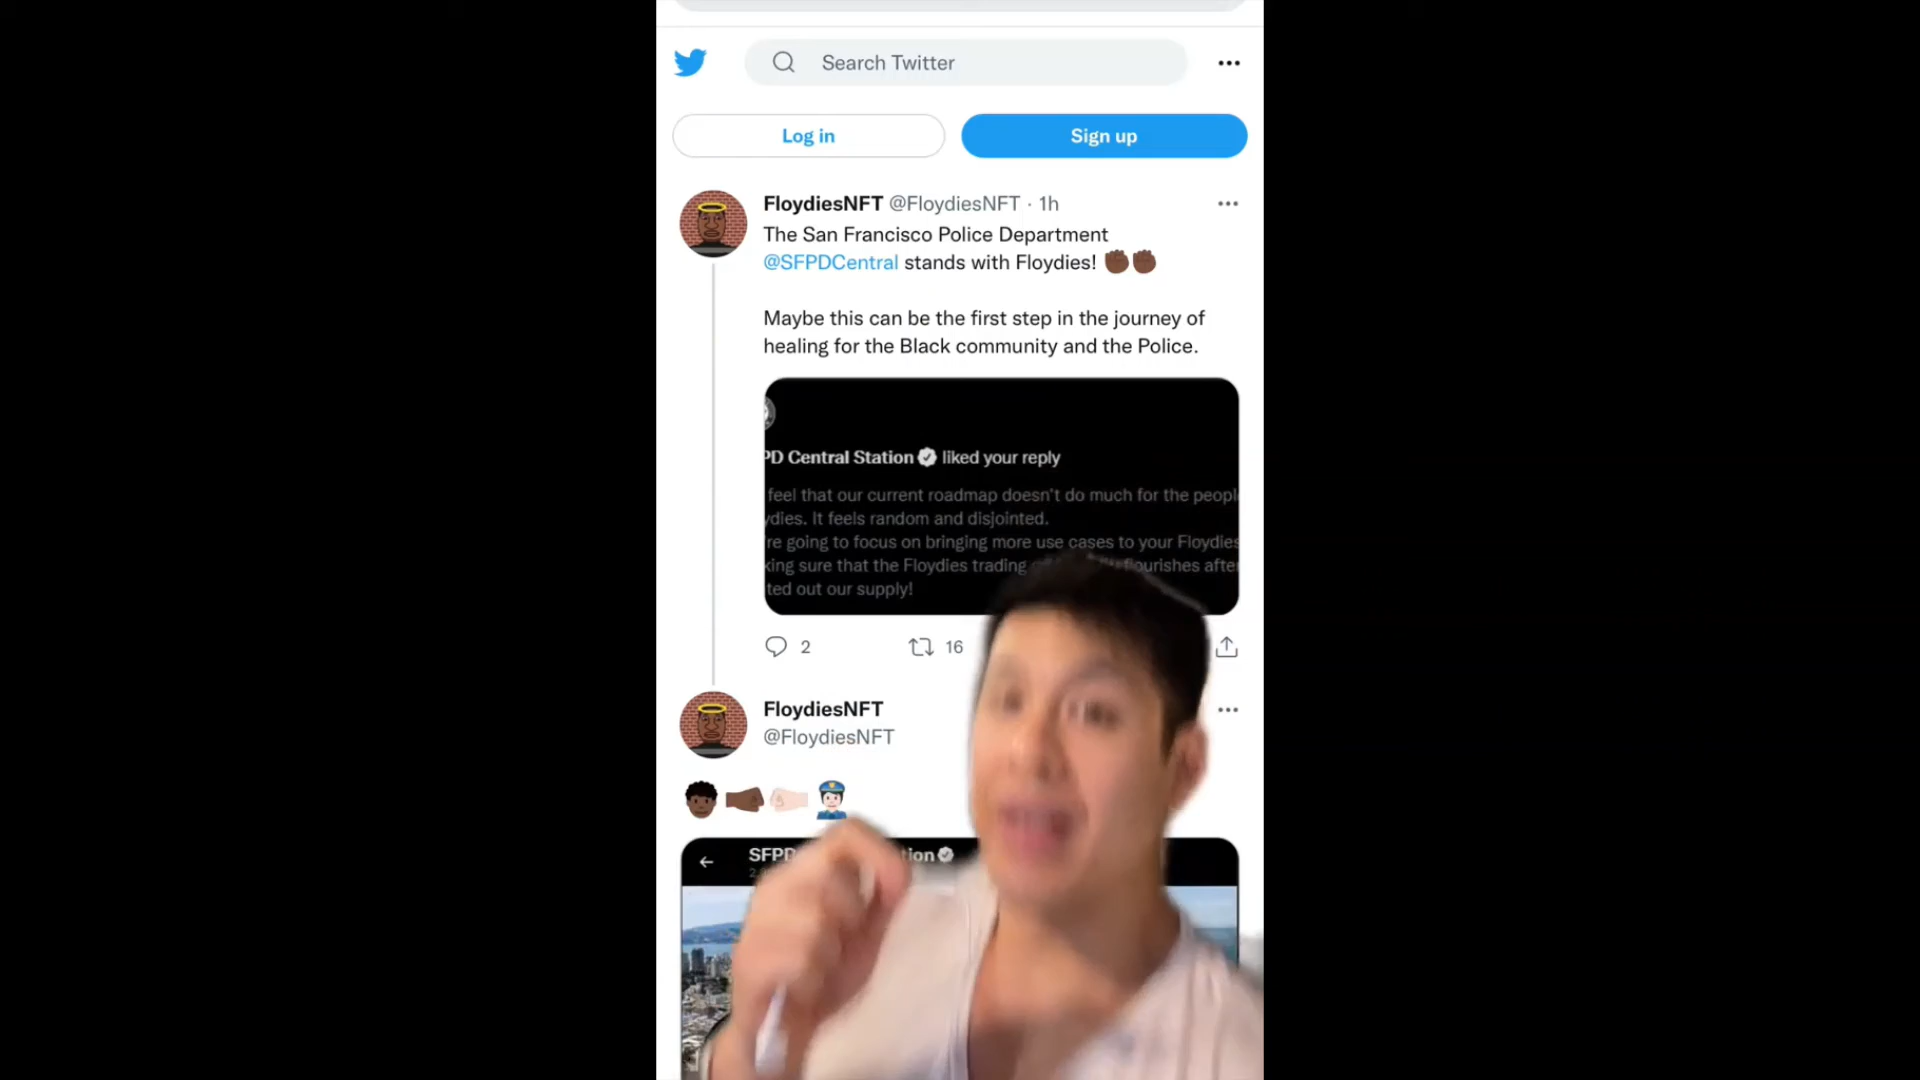 Search Twitter
Log in
Sign up
FloydiesNFT @FloydiesNFT · 1h
The San Francisco Police Department
@SFPDCentral stands with Floydies! ✊🏿✊🏿
Maybe this can be the first step in the journey of
healing for the Black community and the Police.
PD Central Station liked your reply
feel that our current roadmap doesn't do much for the peopl
ydies. It feels random and disjointed.
're going to focus on bringing more use cases to your Floydies
king sure that the Floydies trading flourishes afte
ted out our supply!
2
16
FloydiesNFT
@FloydiesNFT
SFPD tion